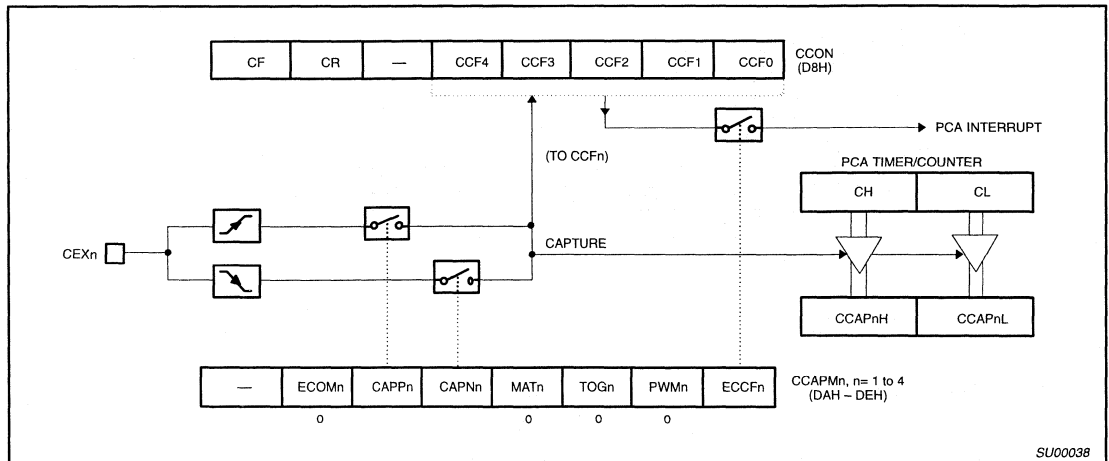 CF CR — CCF4 CCF3 CCF2 CCF1 CCF0
CCON
(D8H)
PCA INTERRUPT
(TO CCFn)
PCA TIMER/COUNTER
CH CL
CEXn
CAPTURE
CCAPnH CCAPnL
— ECOMn CAPPn CAPNn MATn TOGn PWMn ECCFn
CCAPMn, n= 1 to 4
(DAH – DEH)
0 0 0 0
SU00038